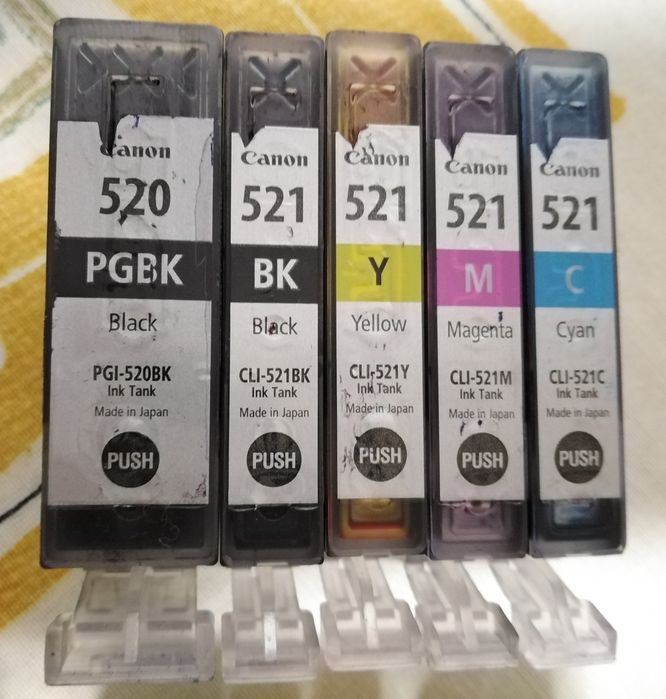 Canon
520
PGBK
Black
PGI-520BK
Ink Tank
Made in Japan
PUSH
Canon
521
BK
Black
CLI-521BK
Ink Tank
Made in Japan
PUSH
Canon
521
Y
Yellow
CLI-521Y
Ink Tank
Made in Japan
PUSH
Canon
521
M
Magenta
CLI-521M
Ink Tank
Made in Japan
PUSH
Canon
521
C
Cyan
CLI-521C
Ink Tank
Made in Japan
PUSH